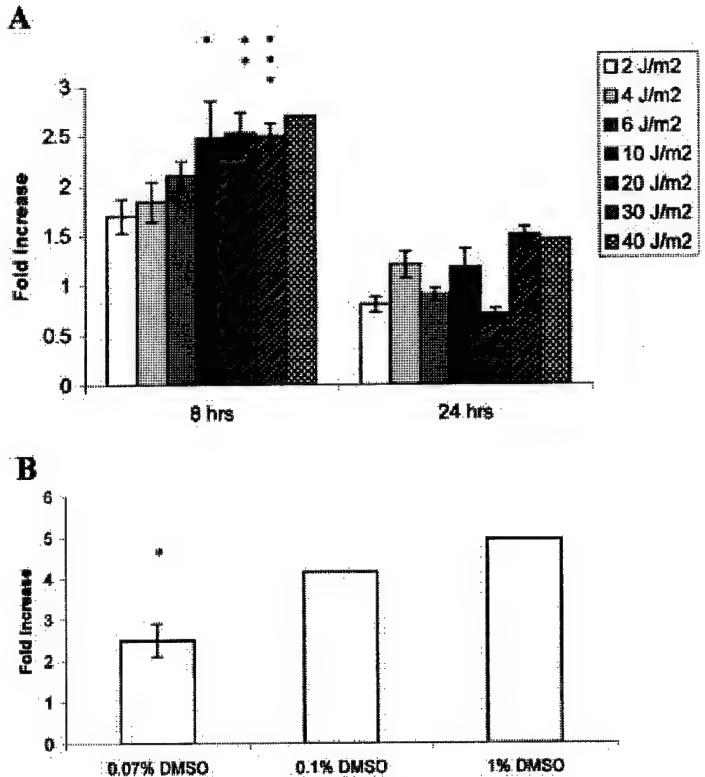 A
*
* *
* * *
2 J/m2
4 J/m2
6 J/m2
10 J/m2
20 J/m2
30 J/m2
40 J/m2
3
2.5
2
1.5
1
0.5
0
Fold Increase
8 hrs
24 hrs
B
*
6
5
4
3
2
1
0
Fold Increase
0.07% DMSO
0.1% DMSO
1% DMSO